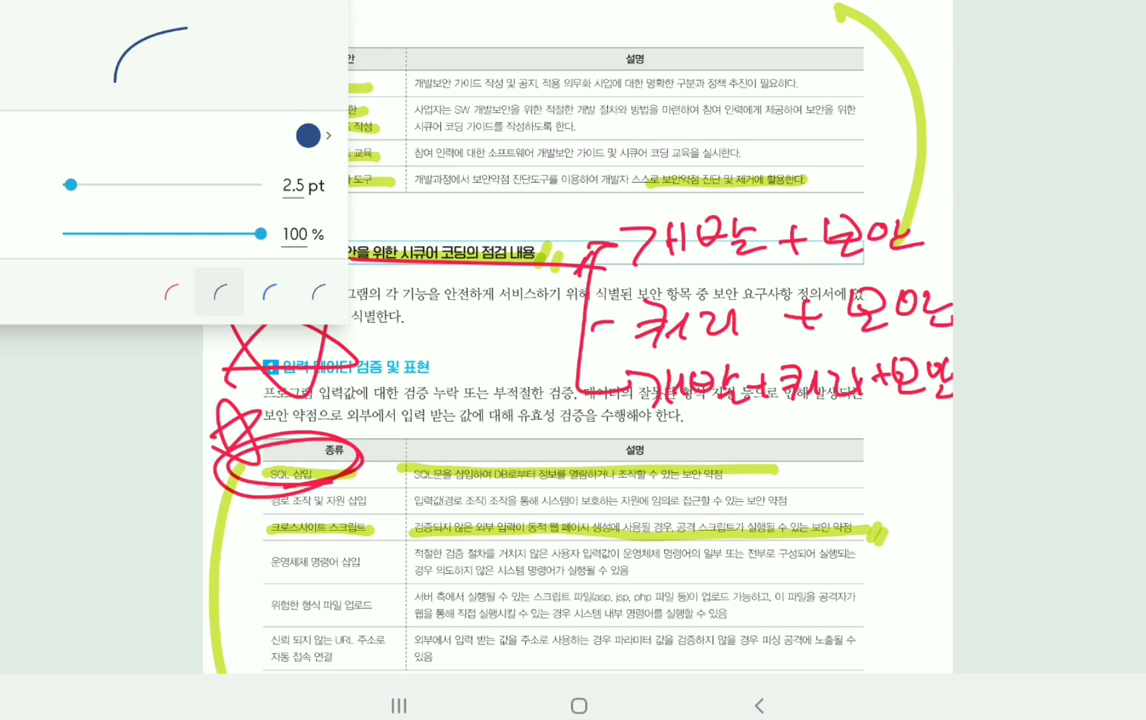 안 설명
개발보안 가이드 작성 및 공지, 적용 의무화 사업에 대한 명확한 구분과 정책 추진이 필요하다.
한 사업자는 SW 개발보안을 위한 적절한 개발 절차와 방법을 마련하여 참여 인력에게 제공하여 보안을 위한
작성 시큐어 코딩 가이드를 작성하도록 한다.
교육 참여 인력에 대한 소프트웨어 개발보안 가이드 및 시큐어 코딩 교육을 실시한다.
도구 개발과정에서 보안약점 진단도구를 이용하여 개발자 스스로 보안약점 진단 및 제거에 활용한다.
2.5 pt
100 %
개발 + 보안
안을 위한 시큐어 코딩의 점검 내용
그램의 각 기능을 안전하게 서비스하기 위해 식별된 보안 항목 중 보안 요구사항 정의서에 있
식별한다.
- 쿼리 + 보안
개발+쿼리+보안
입력 데이터 검증 및 표현
프로그램 입력값에 대한 검증 누락 또는 부적절한 검증, 데이터의 잘못된 형식 지정 등으로 인해 발생되는
보안 약점으로 외부에서 입력 받는 값에 대해 유효성 검증을 수행해야 한다.
종류 설명
SQL 삽입 SQL문을 삽입하여 DB로부터 정보를 열람하거나 조작할 수 있는 보안 약점
경로 조작 및 자원 삽입 입력값(경로 조작) 조작을 통해 시스템이 보호하는 자원에 임의로 접근할 수 있는 보안 약점
크로스사이트 스크립트 검증되지 않은 외부 입력이 동적 웹 페이지 생성에 사용될 경우, 공격 스크립트가 실행될 수 있는 보안 약점
운영체제 명령어 삽입 적절한 검증 절차를 거치지 않은 사용자 입력값이 운영체제 명령어의 일부 또는 전부로 구성되어 실행되는
경우 의도하지 않은 시스템 명령어가 실행될 수 있음
위험한 형식 파일 업로드 서버 측에서 실행될 수 있는 스크립트 파일(asp, jsp, php 파일 등)이 업로드 가능하고, 이 파일을 공격자가
웹을 통해 직접 실행시킬 수 있는 경우 시스템 내부 명령어를 실행할 수 있음
신뢰 되지 않는 URL 주소로 외부에서 입력 받는 값을 주소로 사용하는 경우 파라미터 값을 검증하지 않을 경우 피싱 공격에 노출될 수
자동 접속 연결 있음